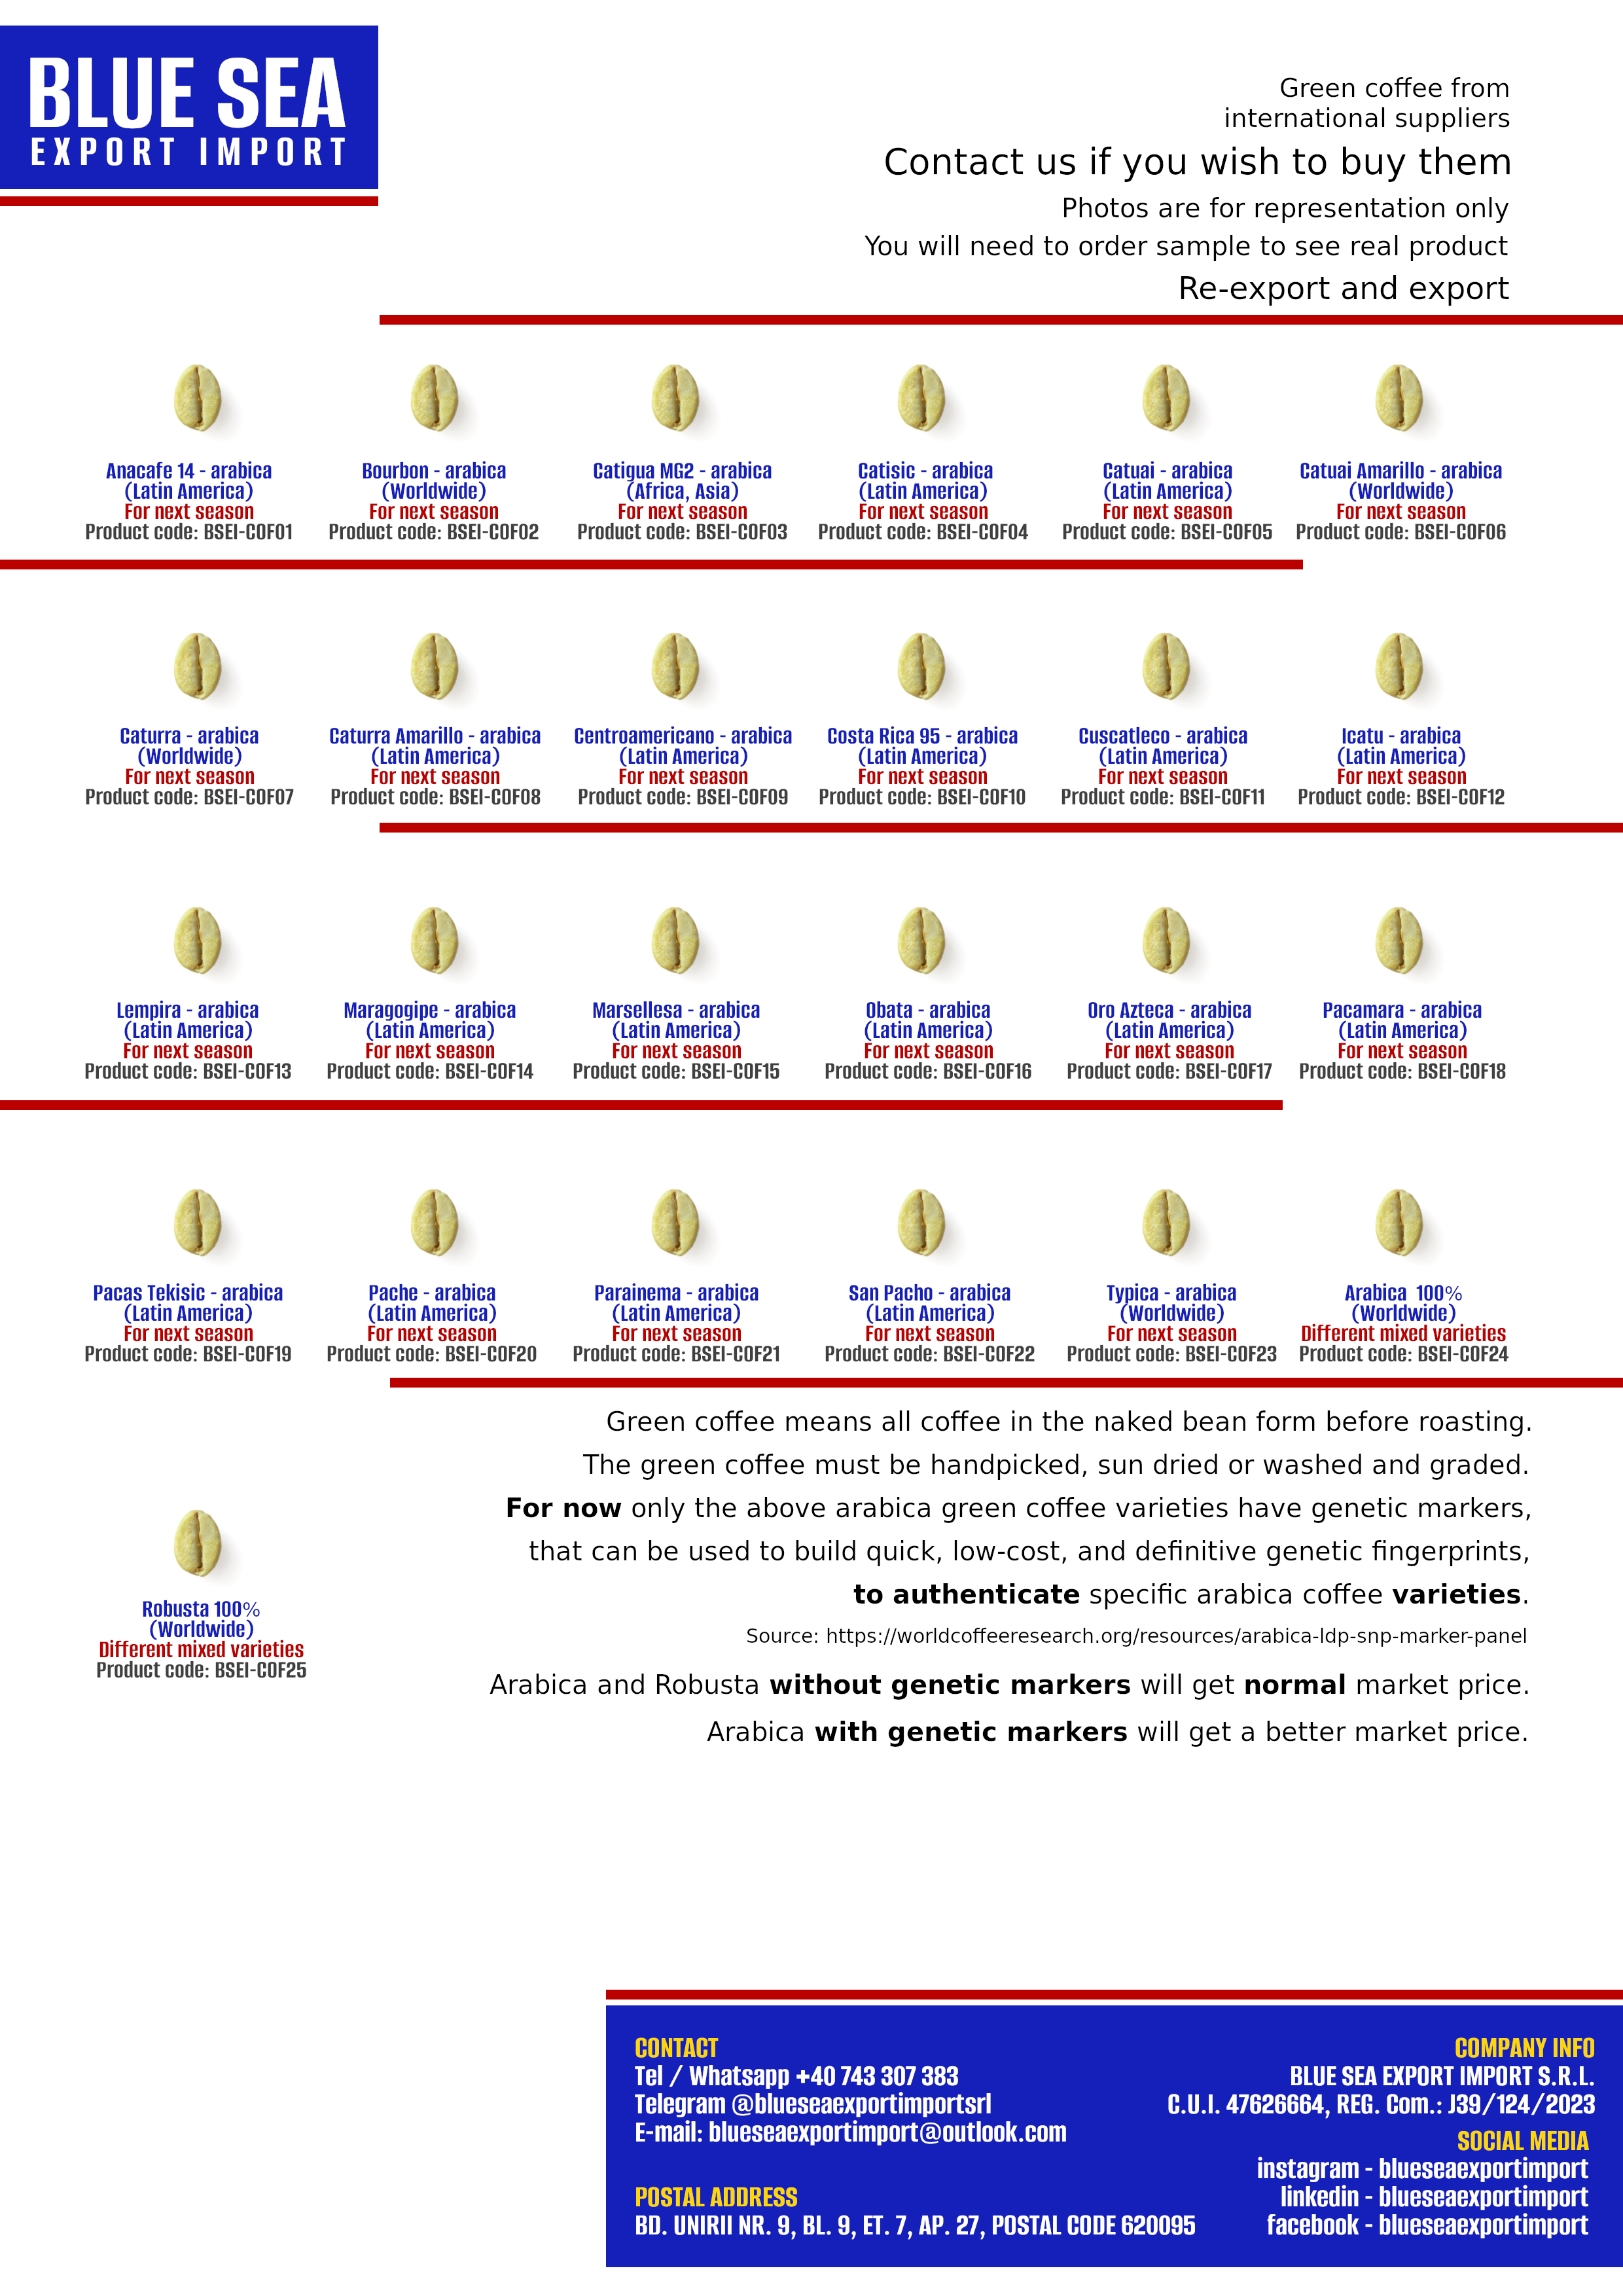 BLUE SEA
EXPORT IMPORT
Green coffee from
international suppliers
Contact us if you wish to buy them
Photos are for representation only
You will need to order sample to see real product
Re-export and export
Anacafe 14 - arabica
(Latin America)
For next season
Product code: BSEI-COF01
Bourbon - arabica
(Worldwide)
For next season
Product code: BSEI-COF02
Catigua MG2 - arabica
(Africa, Asia)
For next season
Product code: BSEI-COF03
Catisic - arabica
(Latin America)
For next season
Product code: BSEI-COF04
Catuai - arabica
(Latin America)
For next season
Product code: BSEI-COF05
Catuai Amarillo - arabica
(Worldwide)
For next season
Product code: BSEI-COF06
Caturra - arabica
(Worldwide)
For next season
Product code: BSEI-COF07
Caturra Amarillo - arabica
(Latin America)
For next season
Product code: BSEI-COF08
Centroamericano - arabica
(Latin America)
For next season
Product code: BSEI-COF09
Costa Rica 95 - arabica
(Latin America)
For next season
Product code: BSEI-COF10
Cuscatleco - arabica
(Latin America)
For next season
Product code: BSEI-COF11
Icatu - arabica
(Latin America)
For next season
Product code: BSEI-COF12
Lempira - arabica
(Latin America)
For next season
Product code: BSEI-COF13
Maragogipe - arabica
(Latin America)
For next season
Product code: BSEI-COF14
Marsellesa - arabica
(Latin America)
For next season
Product code: BSEI-COF15
Obata - arabica
(Latin America)
For next season
Product code: BSEI-COF16
Oro Azteca - arabica
(Latin America)
For next season
Product code: BSEI-COF17
Pacamara - arabica
(Latin America)
For next season
Product code: BSEI-COF18
Pacas Tekisic - arabica
(Latin America)
For next season
Product code: BSEI-COF19
Pache - arabica
(Latin America)
For next season
Product code: BSEI-COF20
Parainema - arabica
(Latin America)
For next season
Product code: BSEI-COF21
San Pacho - arabica
(Latin America)
For next season
Product code: BSEI-COF22
Typica - arabica
(Worldwide)
For next season
Product code: BSEI-COF23
Arabica 100%
(Worldwide)
Different mixed varieties
Product code: BSEI-COF24
Robusta 100%
(Worldwide)
Different mixed varieties
Product code: BSEI-COF25
Green coffee means all coffee in the naked bean form before roasting.
The green coffee must be handpicked, sun dried or washed and graded.
For now only the above arabica green coffee varieties have genetic markers,
that can be used to build quick, low-cost, and definitive genetic fingerprints,
to authenticate specific arabica coffee varieties.
Source: https://worldcoffeeresearch.org/resources/arabica-ldp-snp-marker-panel
Arabica and Robusta without genetic markers will get normal market price.
Arabica with genetic markers will get a better market price.
CONTACT
Tel / Whatsapp +40 743 307 383
Telegram @blueseaexportimportsrl
E-mail: blueseaexportimport@outlook.com
POSTAL ADDRESS
BD. UNIRII NR. 9, BL. 9, ET. 7, AP. 27, POSTAL CODE 620095
COMPANY INFO
BLUE SEA EXPORT IMPORT S.R.L.
C.U.I. 47626664, REG. Com.: J39/124/2023
SOCIAL MEDIA
instagram - blueseaexportimport
linkedin - blueseaexportimport
facebook - blueseaexportimport